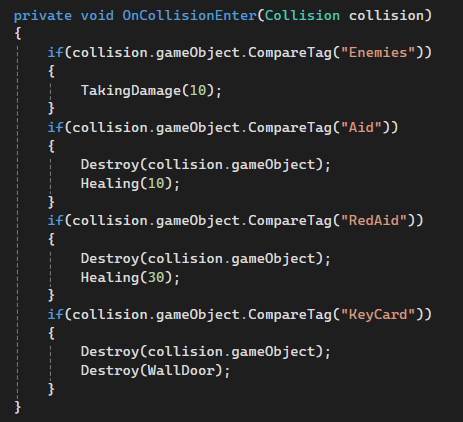 private void OnCollisionEnter(Collision collision)
{
    if(collision.gameObject.CompareTag("Enemies"))
    {
        TakingDamage(10);
    }
    if(collision.gameObject.CompareTag("Aid"))
    {
        Destroy(collision.gameObject);
        Healing(10);
    }
    if(collision.gameObject.CompareTag("RedAid"))
    {
        Destroy(collision.gameObject);
        Healing(30);
    }
    if(collision.gameObject.CompareTag("KeyCard"))
    {
        Destroy(collision.gameObject);
        Destroy(WallDoor);
    }
}